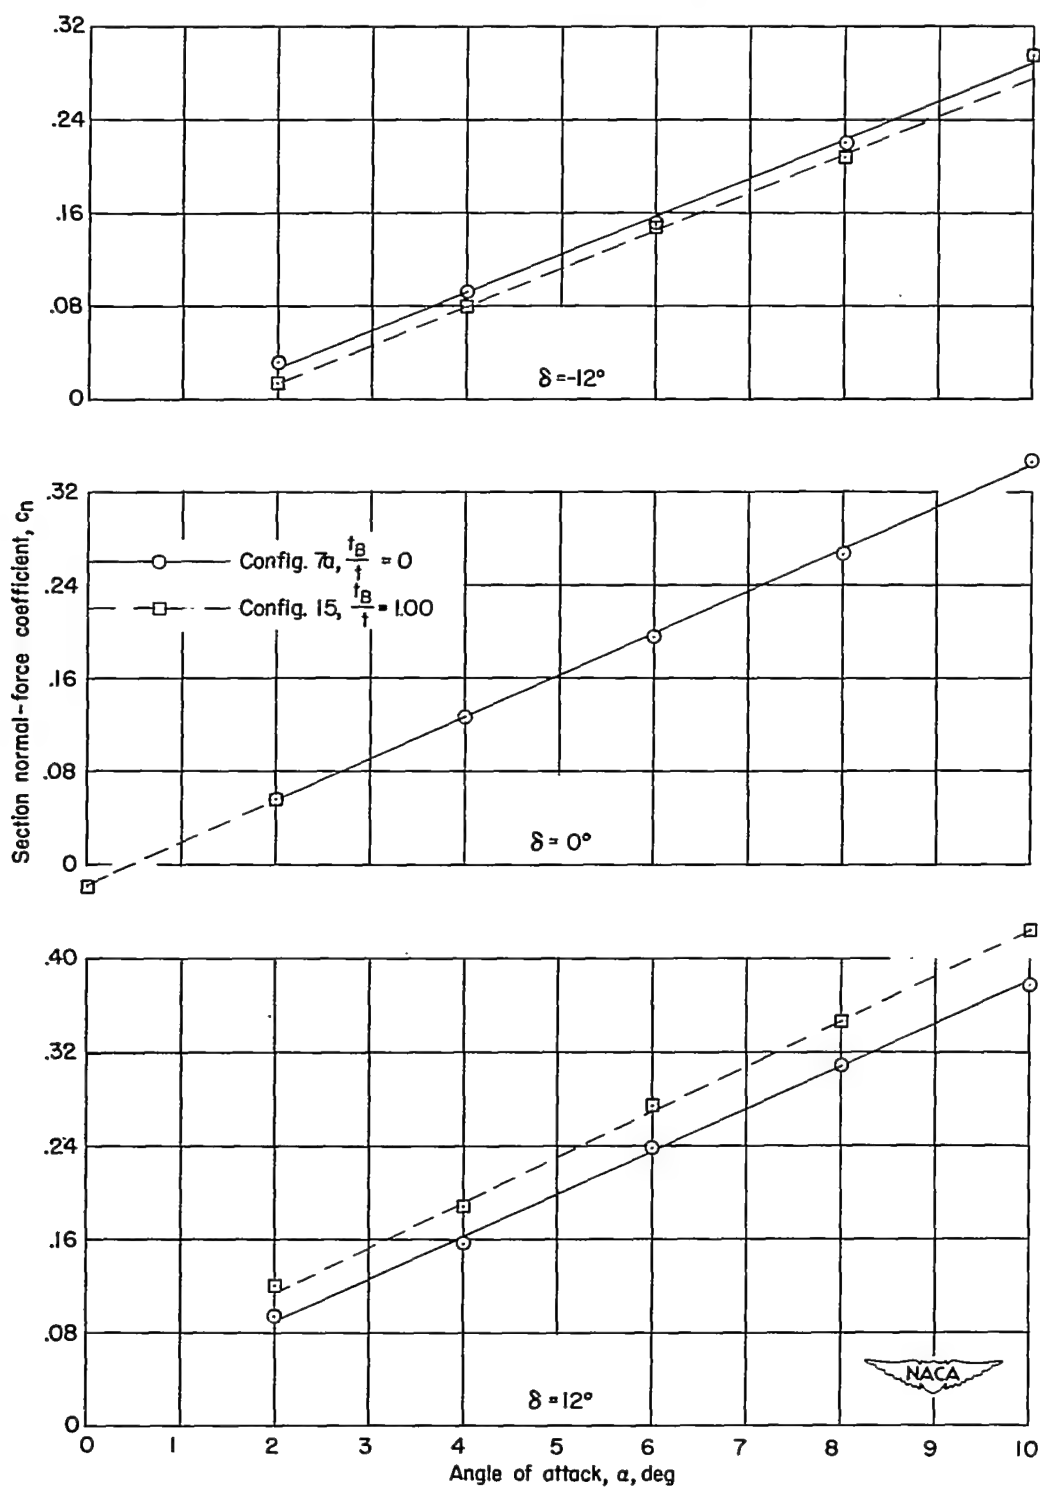 .32
.24
.16
.08
0
δ=-12°
Section normal-force coefficient, cn
.32
.24
.16
.08
0
Config. 7a, tB/t = 0
Config. 15, tB/t = 1.00
δ= 0°
.40
.32
.24
.16
.08
0
δ=12°
NACA
0 1 2 3 4 5 6 7 8 9 10
Angle of attack, α, deg